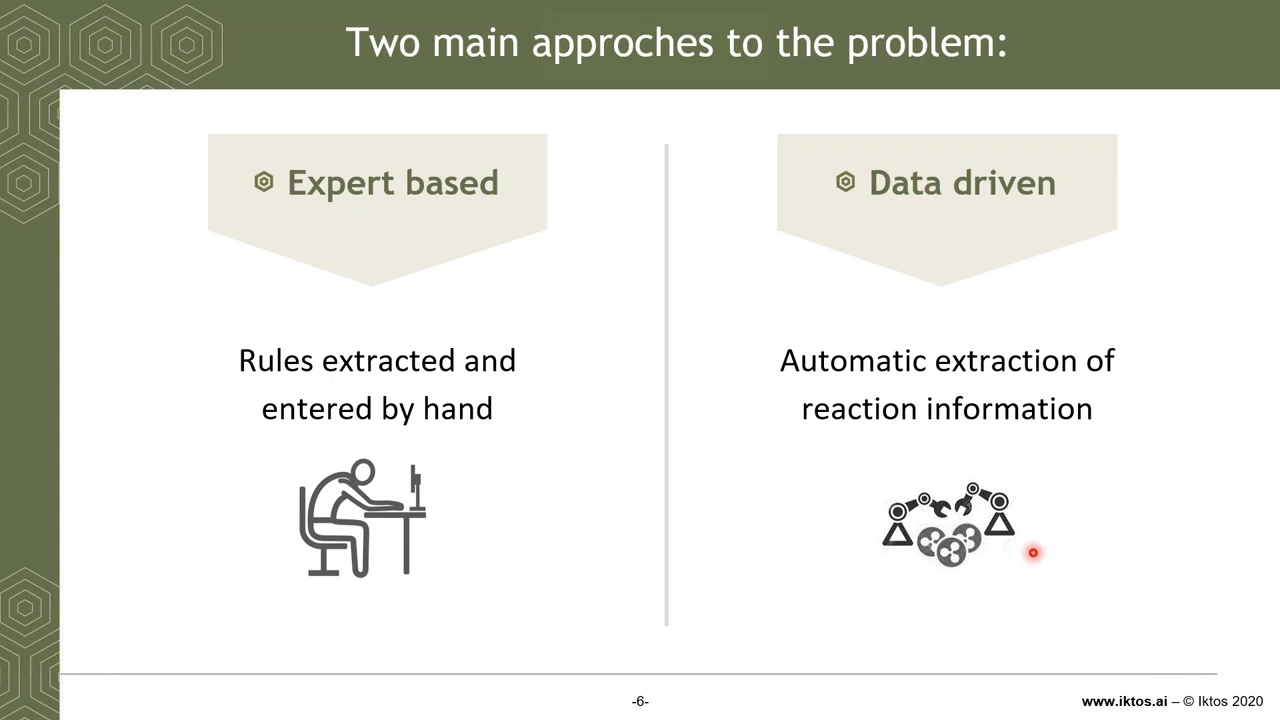 Two main approches to the problem:
Expert based
Rules extracted and
entered by hand
Data driven
Automatic extraction of
reaction information
-6-
www.iktos.ai – © Iktos 2020